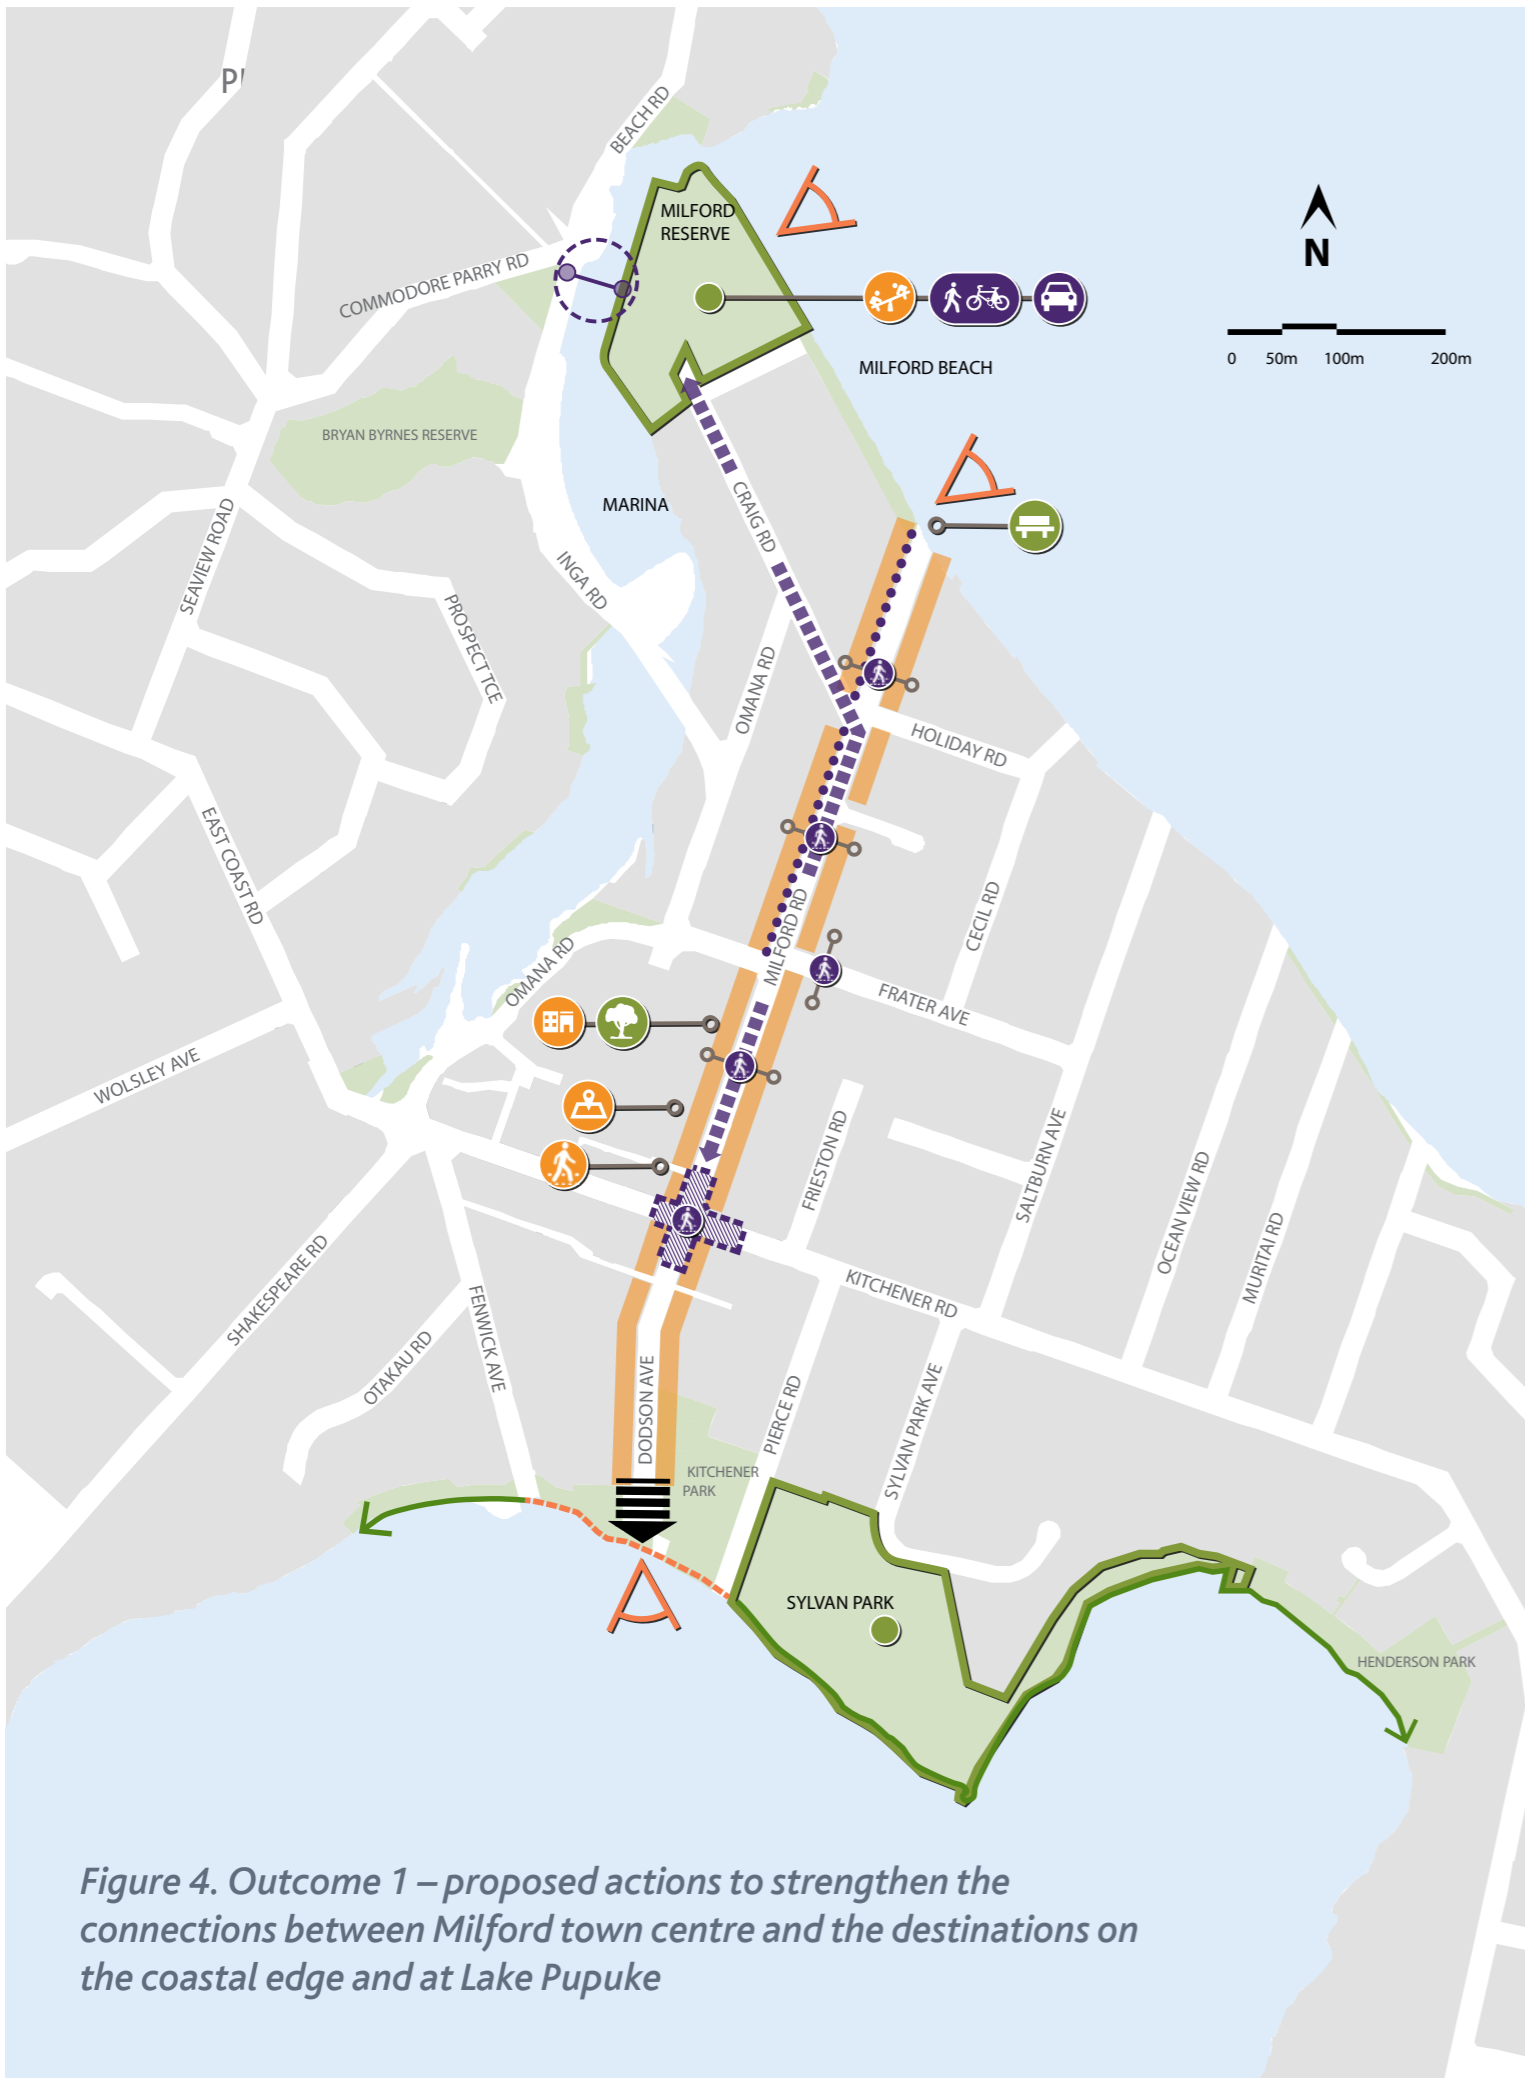 BEACH RD
MILFORD
RESERVE
N
COMMODORE PARRY RD
0 50m 100m 200m
MILFORD BEACH
BRYAN BYRNES RESERVE
MARINA
CRAIG RD
SEAVIEW ROAD
INGA RD
PROSPECT TCE
OMANA RD
HOLIDAY RD
EAST COAST RD
MILFORD RD
CECIL RD
OMANA RD
FRATER AVE
WOLSLEY AVE
FRIESTON RD
SALTBURN AVE
OCEAN VIEW RD
MURITAI RD
SHAKESPEARE RD
FENWICK AVE
KITCHENER RD
OTAKAU RD
DODSON AVE
PIERCE RD
SYLVAN PARK AVE
KITCHENER
PARK
SYLVAN PARK
HENDERSON PARK
Figure 4. Outcome 1 – proposed actions to strengthen the
connections between Milford town centre and the destinations on
the coastal edge and at Lake Pupuke